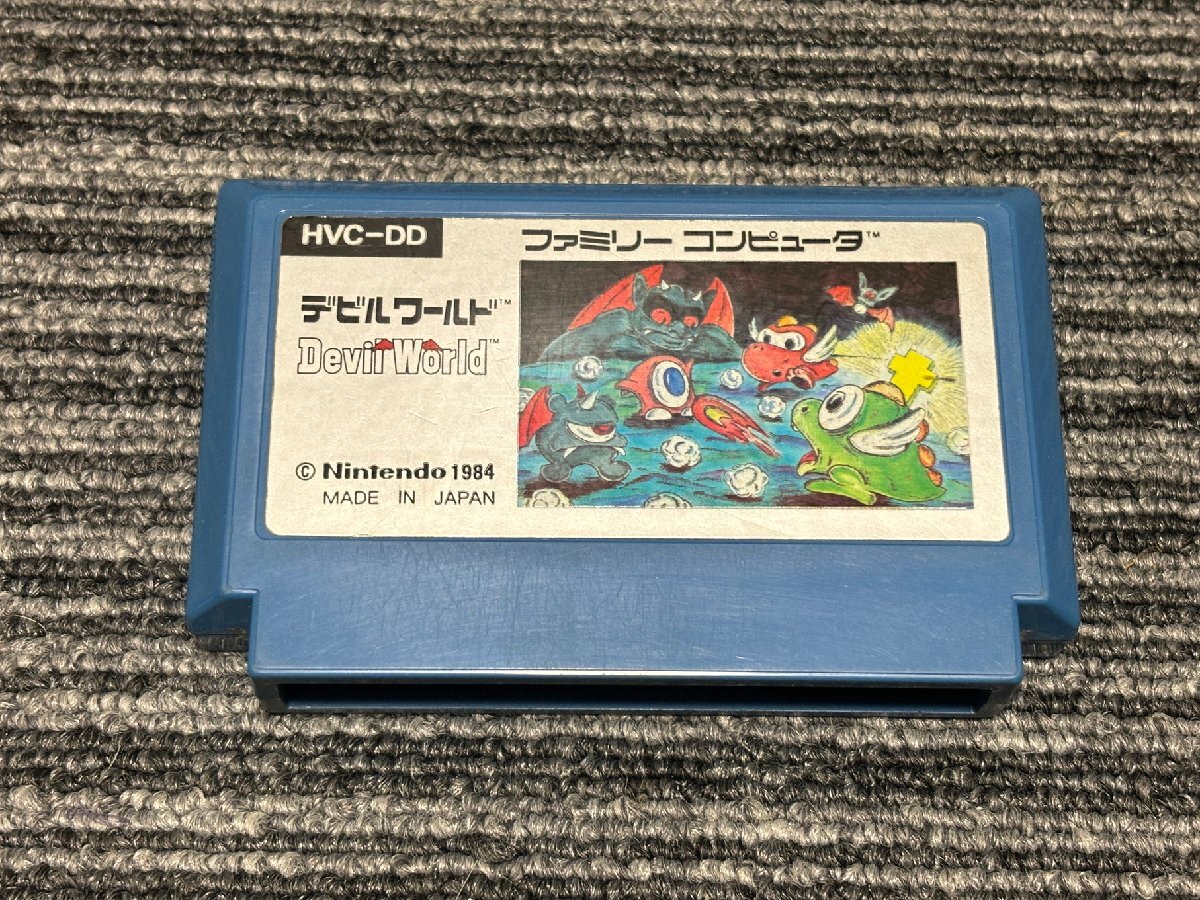 HVC-DD
ファミリー コンピュータ™
デビルワールド™
Devil World™
© Nintendo 1984
MADE IN JAPAN